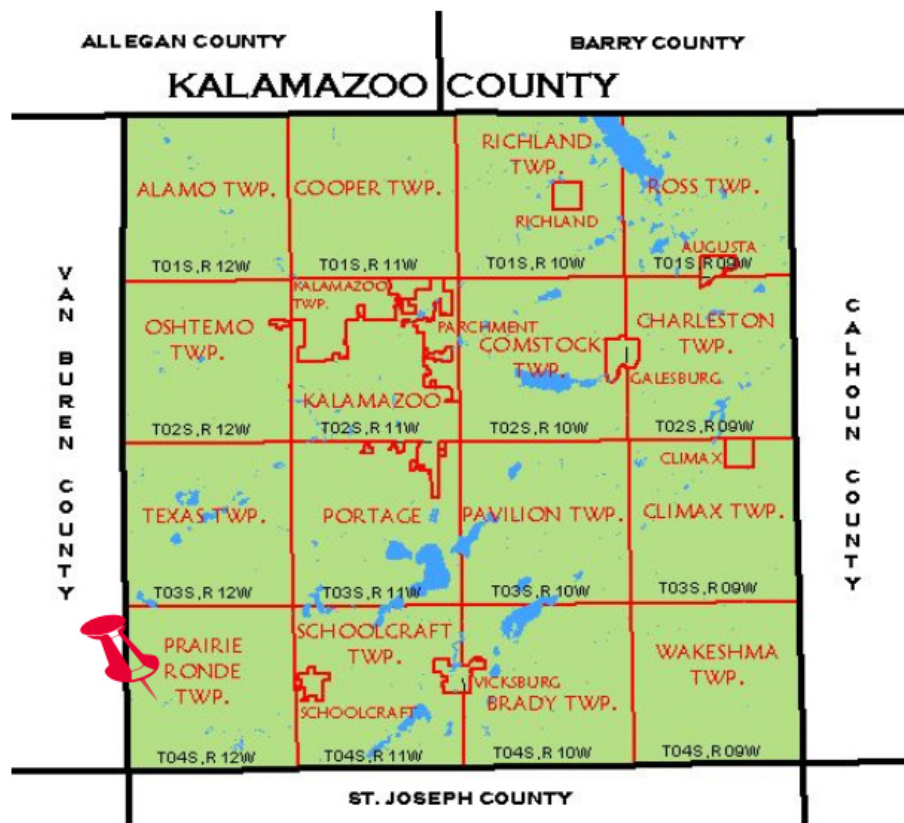 ALLEGAN COUNTY
BARRY COUNTY
KALAMAZOO COUNTY
VAN BUREN COUNTY
CALHOUN COUNTY
ALAMO TWP.
COOPER TWP.
RICHLAND
TWP.
ROSS TWP.
RICHLAND
AUGUSTA
T01S,R 12W
T01S,R 11W
T01S,R 10W
T01S,R 09W
KALAMAZOO
TWP.
OSHTEMO
TWP.
PARCHMENT
COMSTOCK
TWP.
CHARLESTON
TWP.
GALESBURG
KALAMAZOO
T02S,R 12W
T02S,R 11W
T02S,R 10W
T02S,R 09W
CLIMAX
TEXAS TWP.
PORTAGE
PAVILION TWP.
CLIMAX TWP.
T03S,R 12W
T03S,R 11W
T03S,R 10W
T03S,R 09W
PRAIRIE
RONDE
TWP.
SCHOOLCRAFT
TWP.
WAKESHMA
TWP.
SCHOOLCRAFT
VICKSBURG
BRADY TWP.
T04S,R 12W
T04S,R 11W
T04S,R 10W
T04S,R 09W
ST. JOSEPH COUNTY